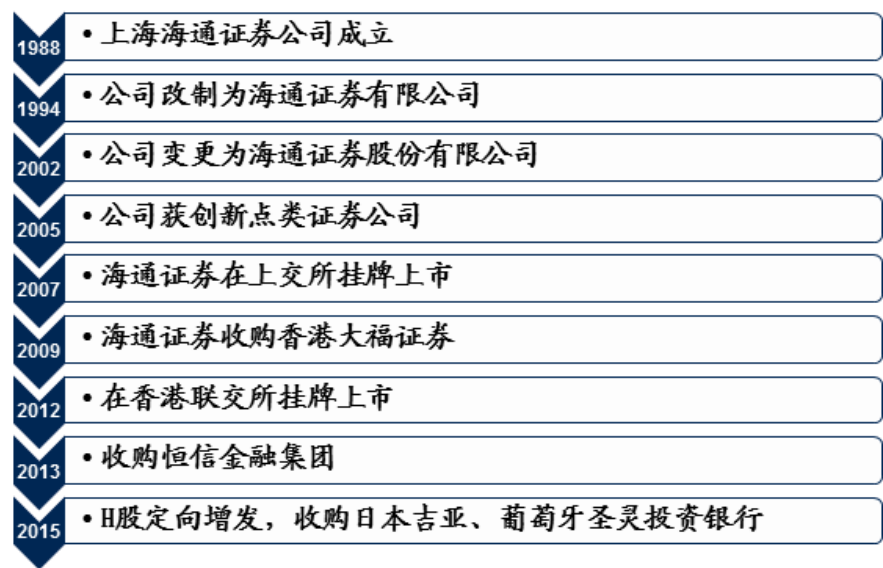 1988
• 上海海通证券公司成立
1994
• 公司改制为海通证券有限公司
2002
• 公司变更为海通证券股份有限公司
2005
• 公司获创新点类证券公司
2007
• 海通证券在上交所挂牌上市
2009
• 海通证券收购香港大福证券
2012
• 在香港联交所挂牌上市
2013
• 收购恒信金融集团
2015
• H股定向增发，收购日本吉亚、葡萄牙圣灵投资银行